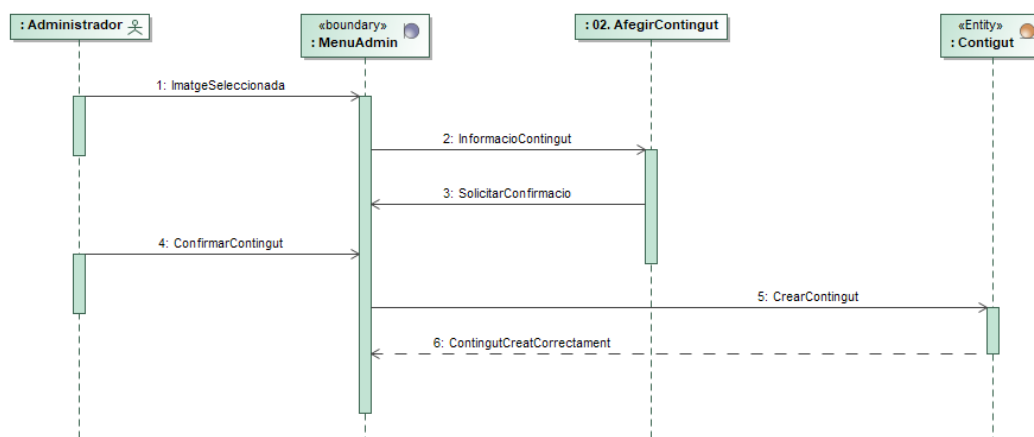 : Administrador
«boundary»
: MenuAdmin
: 02. AfegirContingut
«Entity»
: Contigut
1: ImatgeSeleccionada
2: InformacioContingut
3: SolicitarConfirmacio
4: ConfirmarContingut
5: CrearContingut
6: ContingutCreatCorrectament